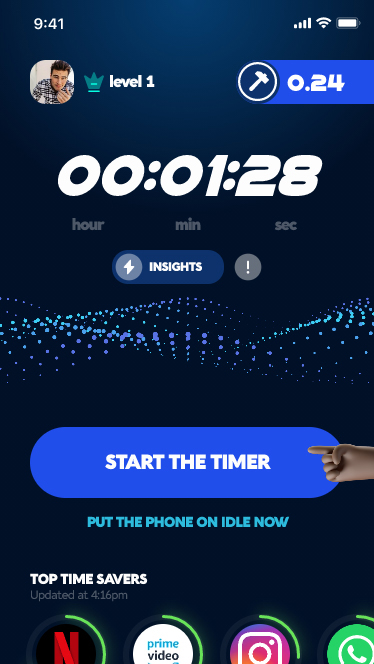 9:41
level 1
0.24
00:01:28
hour min sec
INSIGHTS
!
START THE TIMER
PUT THE PHONE ON IDLE NOW
TOP TIME SAVERS
Updated at 4:16pm
N
prime
video